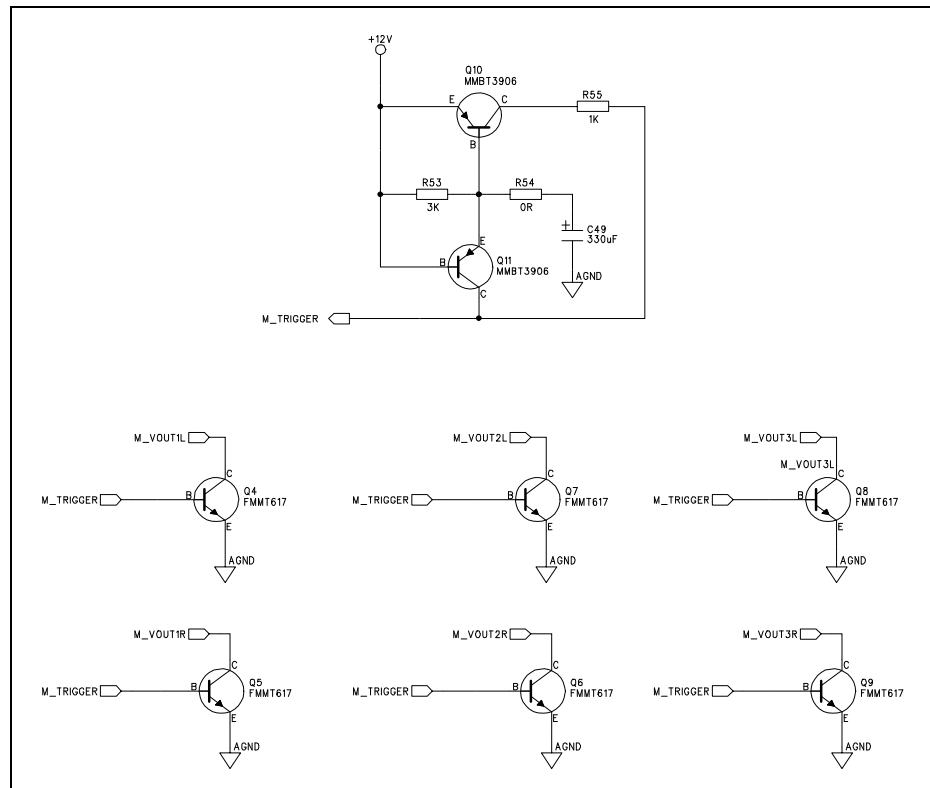 +12V
Q10
MMBT3906
E
C
B
R55
1K
R53
3K
R54
0R
+
C49
330uF
AGND
E
B
C
Q11
MMBT3906
M_TRIGGER
M_VOUT1L
C
M_TRIGGER
B
Q4
FMMT617
E
AGND
M_VOUT2L
C
M_TRIGGER
B
Q7
FMMT617
E
AGND
M_VOUT3L
M_VOUT3L
C
M_TRIGGER
B
Q8
FMMT617
E
AGND
M_VOUT1R
C
M_TRIGGER
B
Q5
FMMT617
E
AGND
M_VOUT2R
C
M_TRIGGER
B
Q6
FMMT617
E
AGND
M_VOUT3R
C
M_TRIGGER
B
Q9
FMMT617
E
AGND